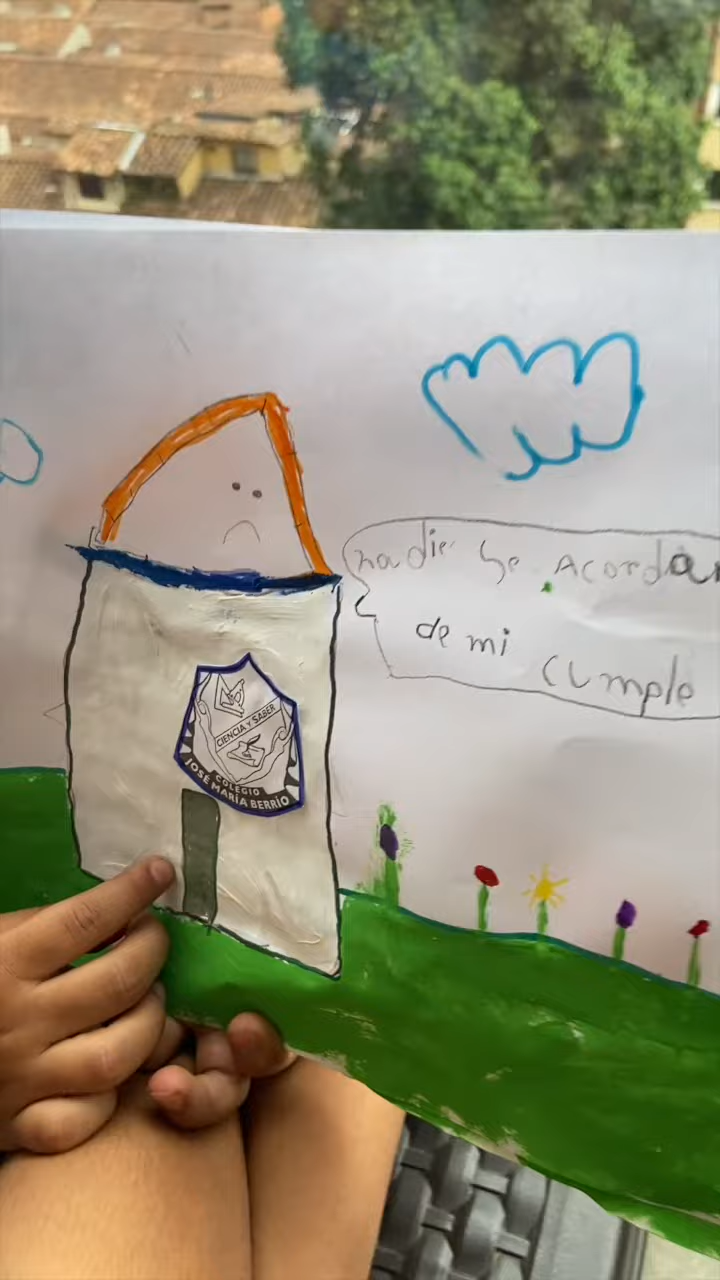 nadie se Acordar
de mi cumple
CIENCIA Y SABER
COLEGIO
JOSÉ MARÍA BERRÍO